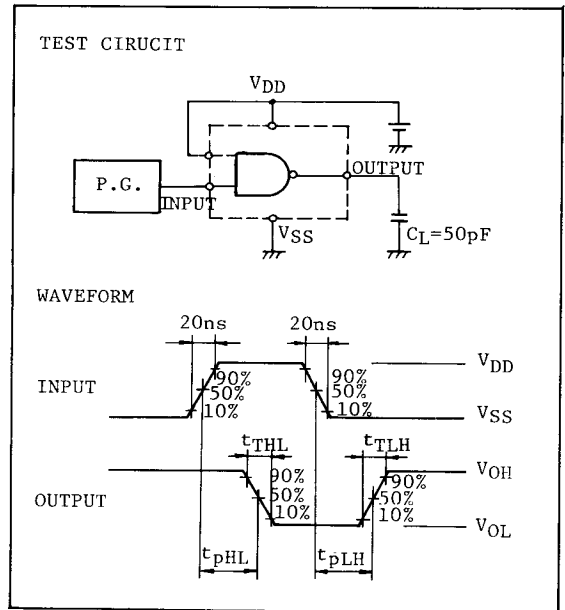 TEST CIRUCIT
VDD
P.G.
INPUT
OUTPUT
VSS
CL=50pF
WAVEFORM
20ns
20ns
INPUT
90%
50%
10%
90%
50%
10%
VDD
VSS
tTHL
tTLH
OUTPUT
90%
50%
10%
90%
50%
10%
VOH
VOL
tpHL
tpLH